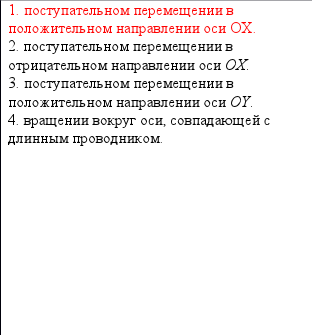 1. поступательном перемещении в
положительном направлении оси OX.
2. поступательном перемещении в
отрицательном направлении оси OX.
3. поступательном перемещении в
положительном направлении оси OY.
4. вращении вокруг оси, совпадающей с
длинным проводником.